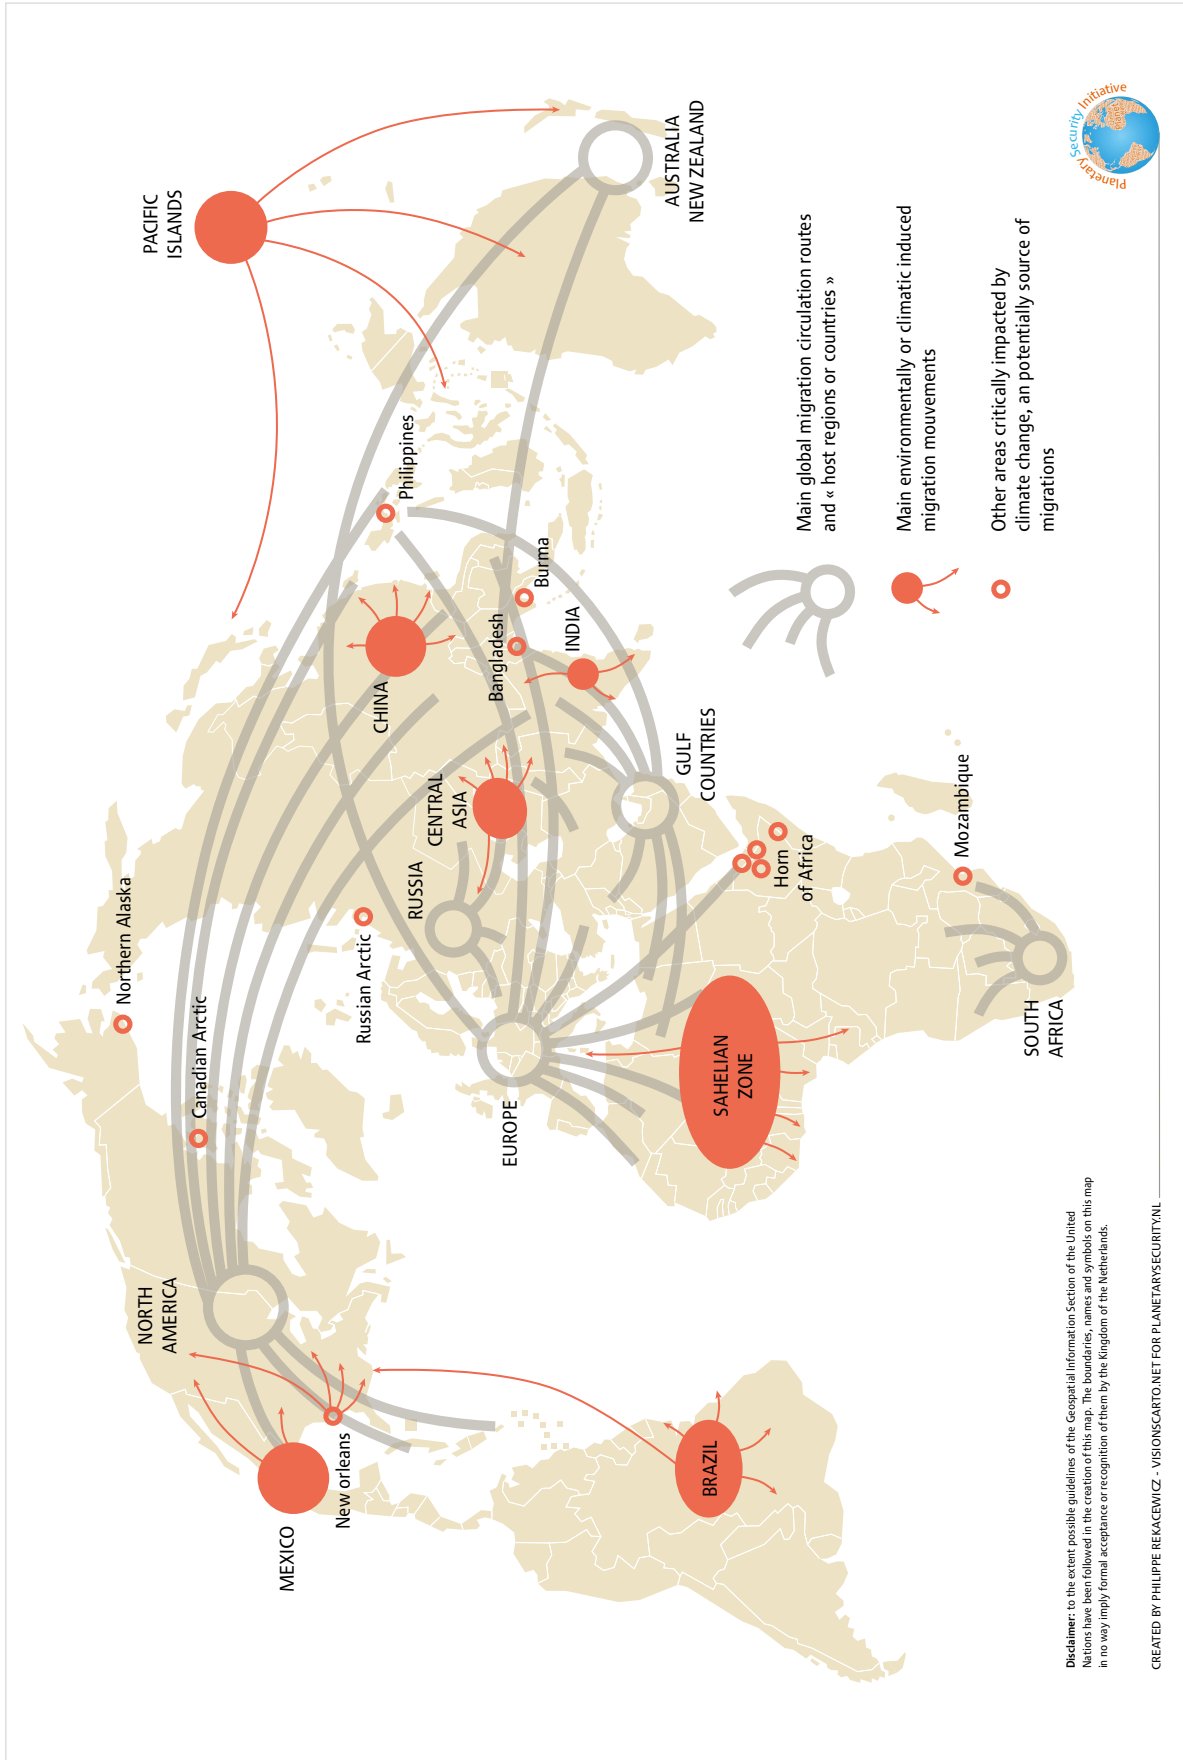 PACIFIC
ISLANDS
AUSTRALIA
NEW ZEALAND
Philippines
Burma
Bangladesh
INDIA
CHINA
CENTRAL
ASIA
RUSSIA
GULF
COUNTRIES
Horn
of Africa
Mozambique
SOUTH
AFRICA
Northern Alaska
Russian Arctic
Canadian Arctic
EUROPE
SAHELIAN
ZONE
NORTH
AMERICA
New orleans
MEXICO
BRAZIL
Main global migration circulation routes
and « host regions or countries »
Main environmentally or climatic induced
migration mouvements
Other areas critically impacted by
climate change, an potentially source of
migrations
Planetary Security Initiative
Disclaimer: to the extent possible guidelines of the Geospatial Information Section of the United
Nations have been followed in the creation of this map. The boundaries, names and symbols on this map
in no way imply formal acceptance or recognition of them by the Kingdom of the Netherlands.
CREATED BY PHILIPPE REKACEWICZ - VISIONSCARTO.NET FOR PLANETARYSECURITY.NL